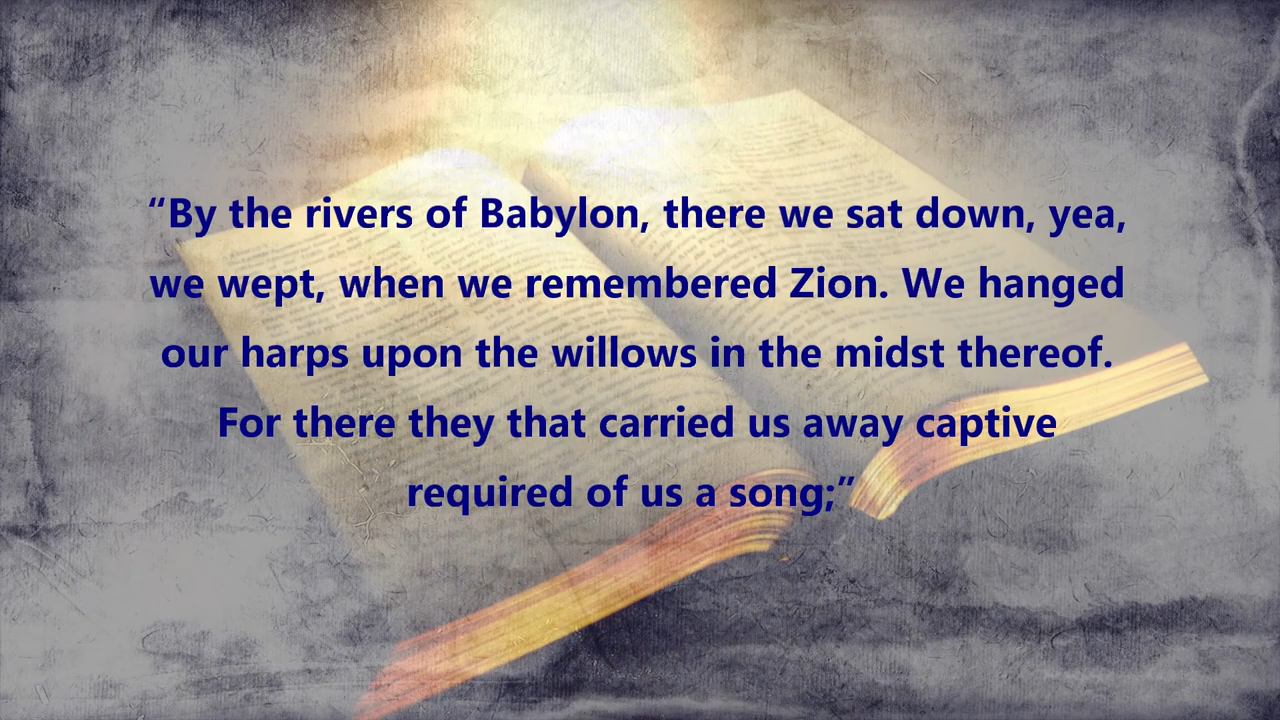 “By the rivers of Babylon, there we sat down, yea,
we wept, when we remembered Zion. We hanged
our harps upon the willows in the midst thereof.
For there they that carried us away captive
required of us a song;”